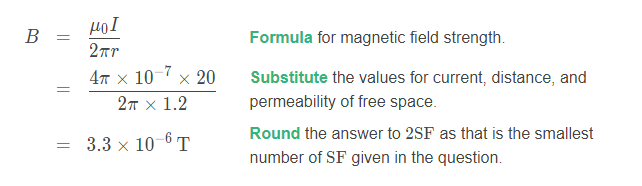 B = μ₀I / 2πr
Formula for magnetic field strength.
= 4π × 10⁻⁷ × 20 / 2π × 1.2
Substitute the values for current, distance, and
permeability of free space.
= 3.3 × 10⁻⁶ T
Round the answer to 2SF as that is the smallest
number of SF given in the question.